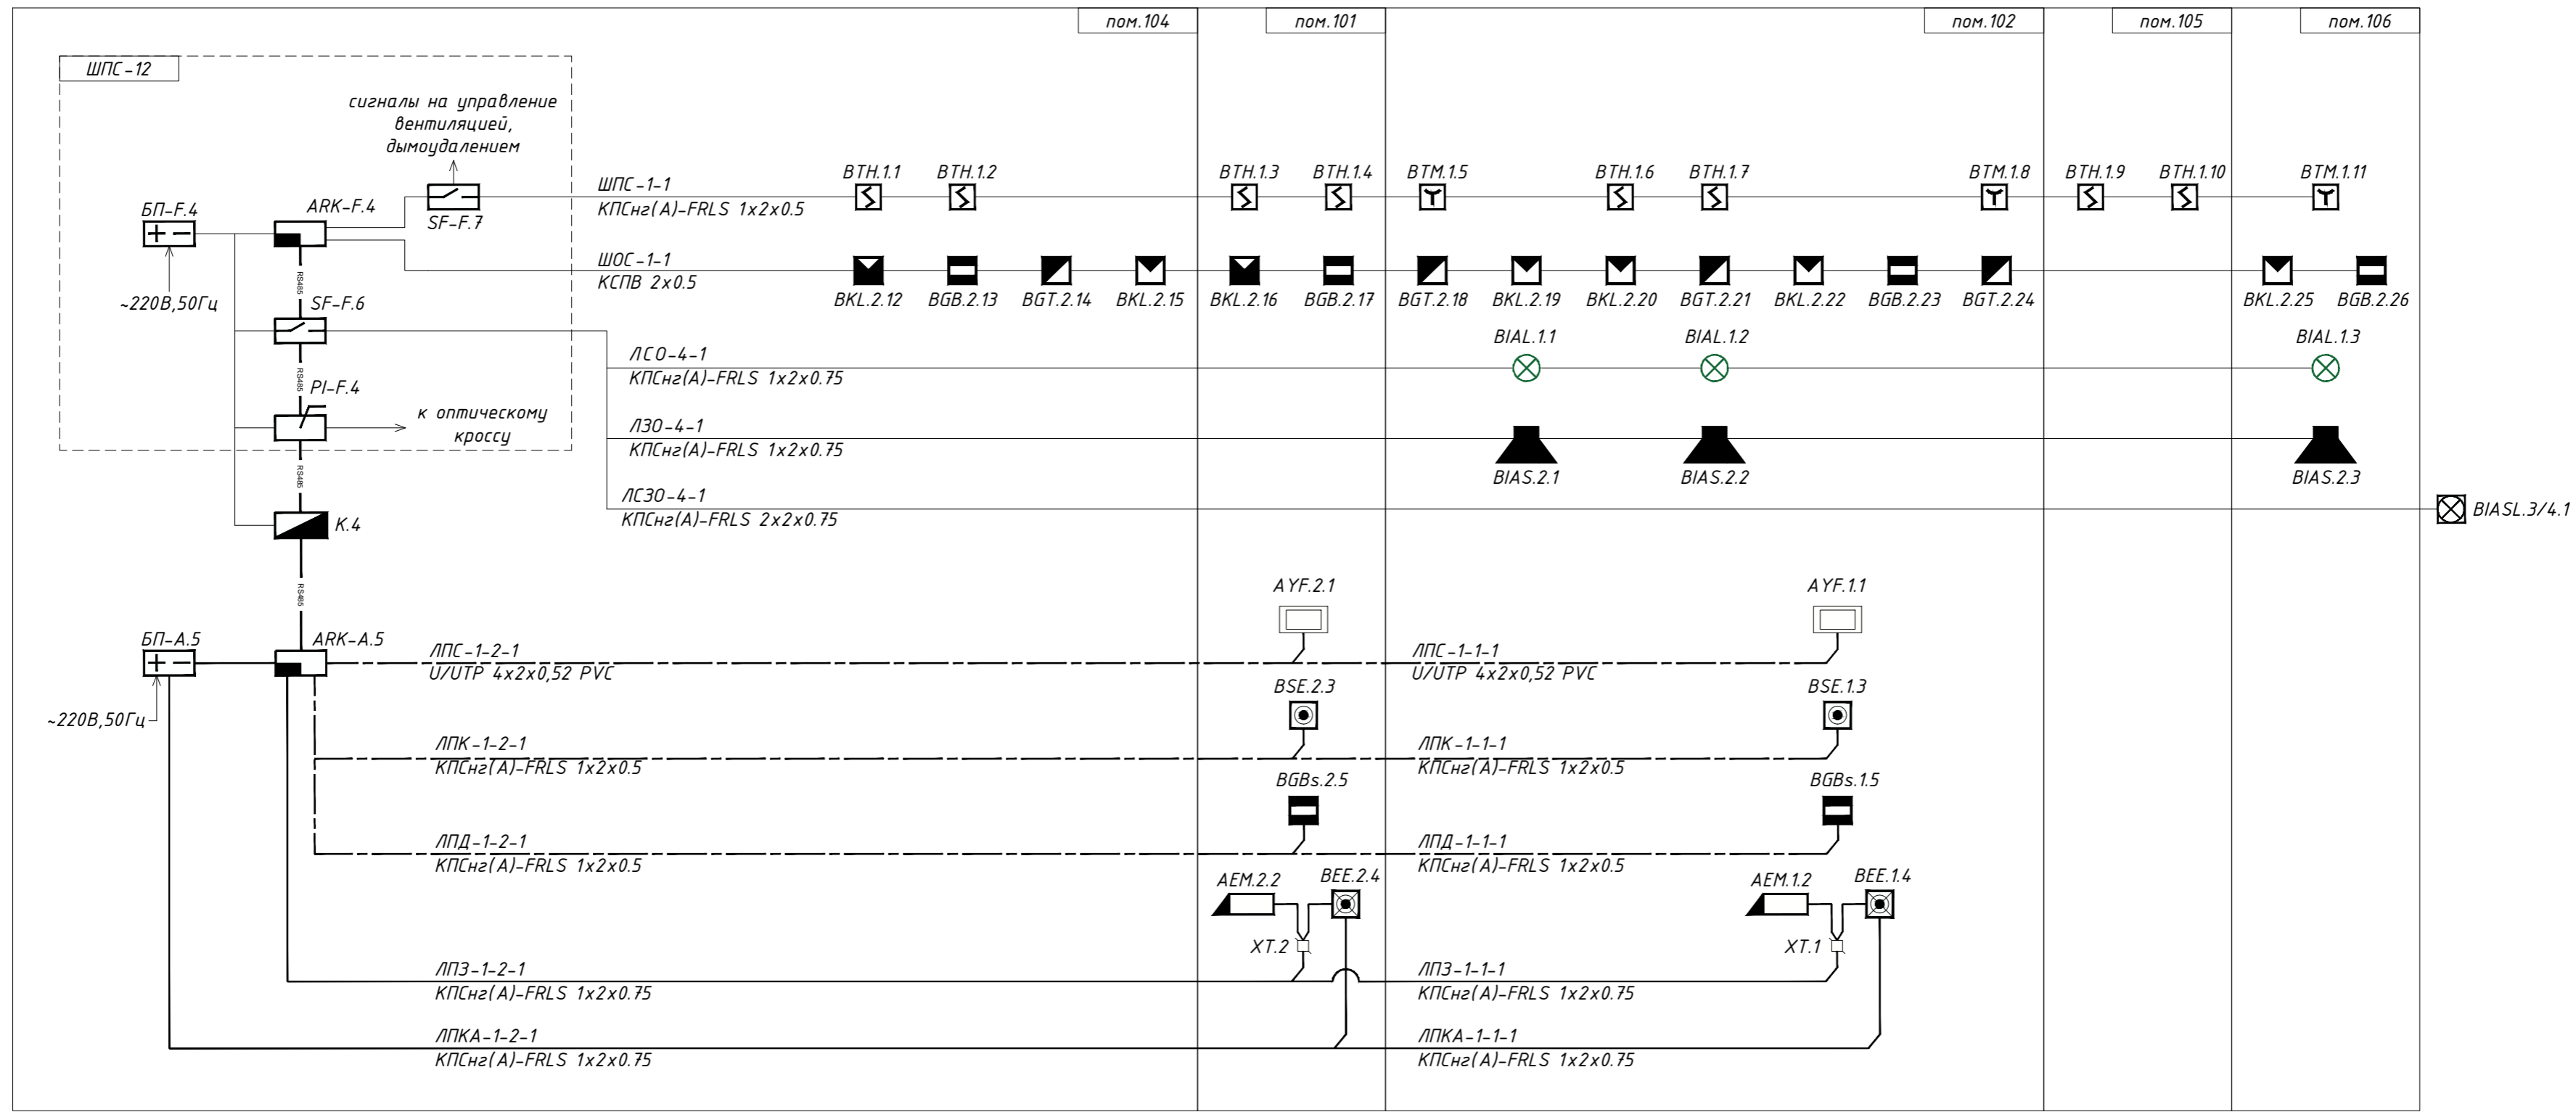 пом.104
пом.101
пом.102
пом.105
пом.106
ШПС-12
сигналы на управление
вентиляцией,
дымоудалением
БП-F.4
ARK-F.4
SF-F.7
~220В,50Гц
RS485
SF-F.6
RS485
PI-F.4
к оптическому
кроссу
RS485
K.4
RS485
ШПС-1-1
КПСнг(А)-FRLS 1x2x0.5
BTH.1.1
BTH.1.2
BTH.1.3
BTH.1.4
BTM.1.5
BTH.1.6
BTH.1.7
BTM.1.8
BTH.1.9
BTH.1.10
BTM.1.11
ШОС-1-1
КСПВ 2x0.5
BKL.2.12
BGB.2.13
BGT.2.14
BKL.2.15
BKL.2.16
BGB.2.17
BGT.2.18
BKL.2.19
BKL.2.20
BGT.2.21
BKL.2.22
BGB.2.23
BGT.2.24
BKL.2.25
BGB.2.26
BIAL.1.1
BIAL.1.2
BIAL.1.3
ЛСО-4-1
КПСнг(А)-FRLS 1x2x0.75
ЛЗО-4-1
КПСнг(А)-FRLS 1x2x0.75
BIAS.2.1
BIAS.2.2
BIAS.2.3
ЛСЗО-4-1
КПСнг(А)-FRLS 2x2x0.75
BIASL.3/4.1
AYF.2.1
AYF.1.1
БП-А.5
ARK-A.5
~220В,50Гц
ЛПС-1-2-1
U/UTP 4x2x0,52 PVC
ЛПС-1-1-1
U/UTP 4x2x0,52 PVC
BSE.2.3
BSE.1.3
ЛПК-1-2-1
КПСнг(А)-FRLS 1x2x0.5
ЛПК-1-1-1
КПСнг(А)-FRLS 1x2x0.5
BGBs.2.5
BGBs.1.5
ЛПД-1-2-1
КПСнг(А)-FRLS 1x2x0.5
ЛПД-1-1-1
КПСнг(А)-FRLS 1x2x0.5
AEM.2.2
BEE.2.4
AEM.1.2
BEE.1.4
XT.2
XT.1
ЛПЗ-1-2-1
КПСнг(А)-FRLS 1x2x0.75
ЛПЗ-1-1-1
КПСнг(А)-FRLS 1x2x0.75
ЛПКА-1-2-1
КПСнг(А)-FRLS 1x2x0.75
ЛПКА-1-1-1
КПСнг(А)-FRLS 1x2x0.75